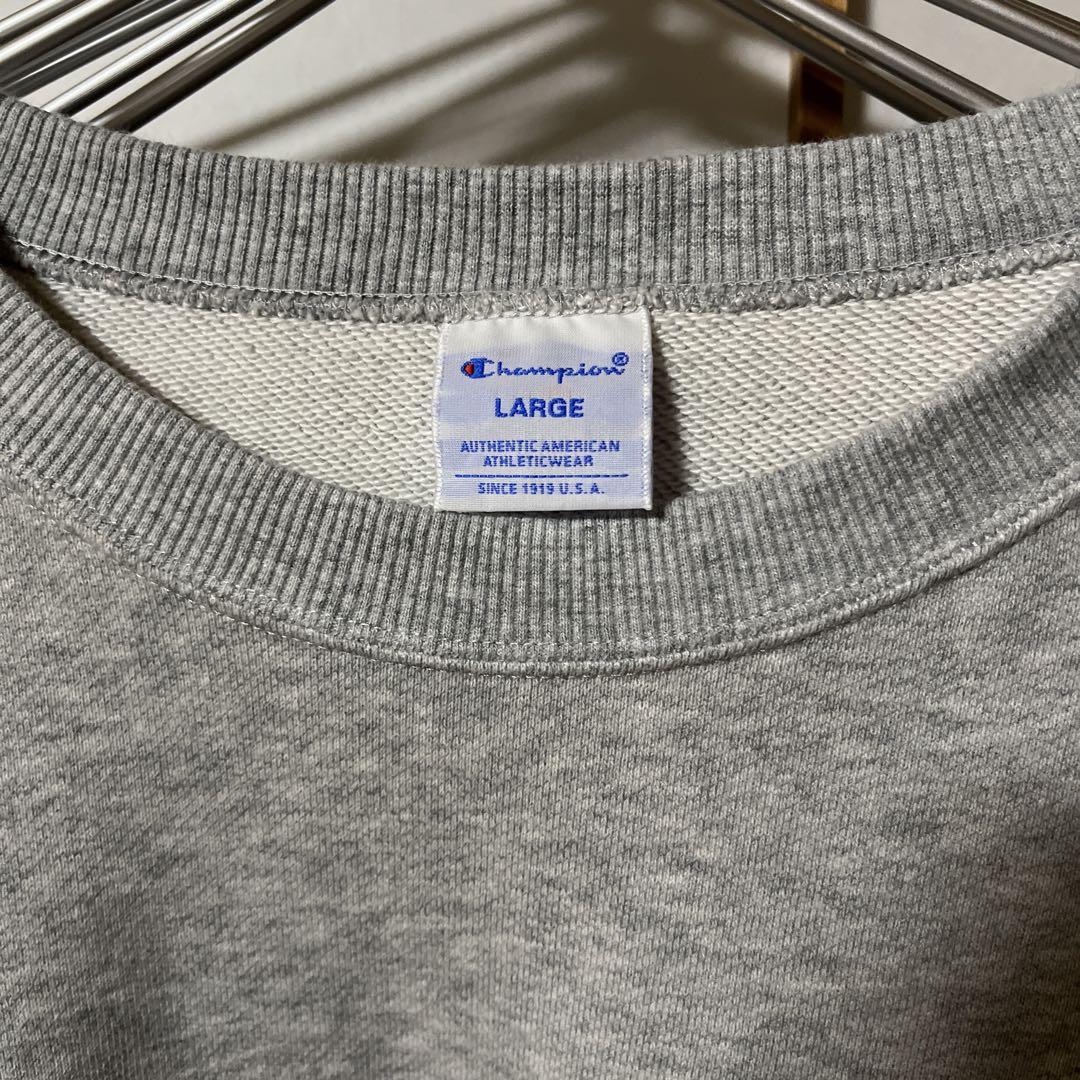 Champion®
LARGE
AUTHENTIC AMERICAN
ATHLETICWEAR
SINCE 1919 U.S.A.